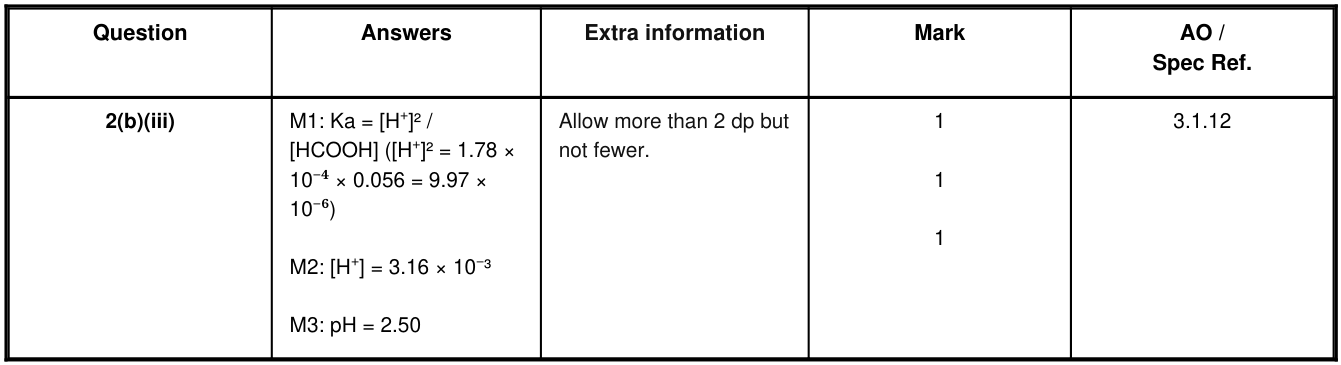 Question Answers Extra information Mark AO /
Spec Ref.
2(b)(iii) M1: Ka = [H⁺]² / Allow more than 2 dp but 1 3.1.12
[HCOOH] ([H⁺]² = 1.78 × not fewer.
10⁻⁴ × 0.056 = 9.97 × 1
10⁻⁶)
1
M2: [H⁺] = 3.16 × 10⁻³
M3: pH = 2.50